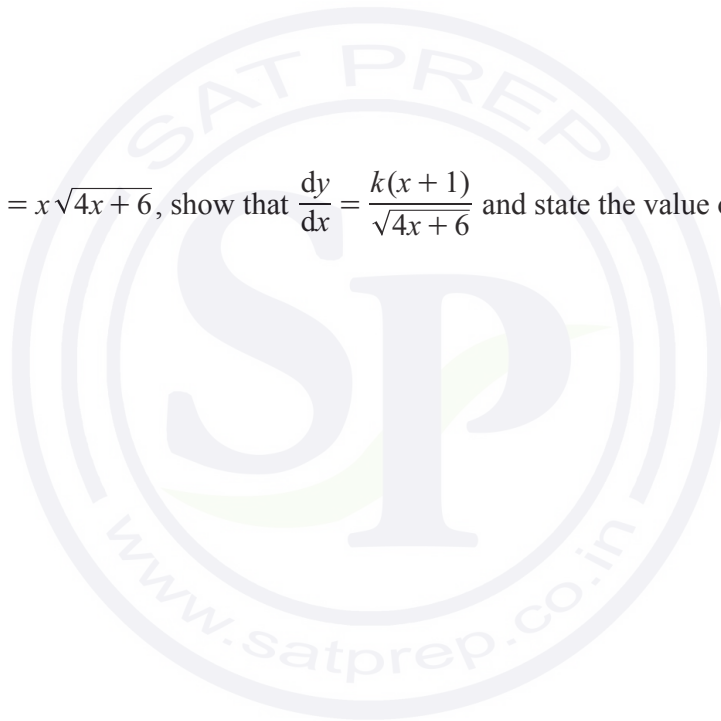 SAT PREP
= x√(4x + 6), show that dy/dx = k(x + 1)/√(4x + 6) and state the value
SP
www.satprep.co.in